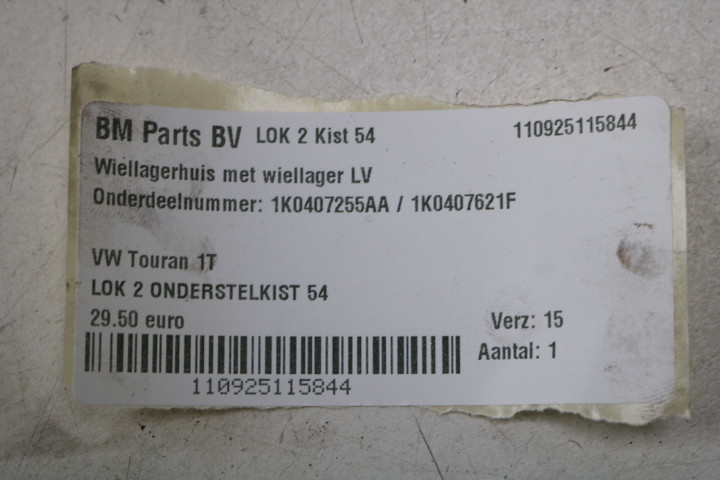 BM Parts BV LOK 2 Kist 54 110925115844
Wiellagerhuis met wiellager LV
Onderdeelnummer: 1K0407255AA / 1K0407621F
VW Touran 1T
LOK 2 ONDERSTELKIST 54
29.50 euro Verz: 15
Aantal: 1
110925115844